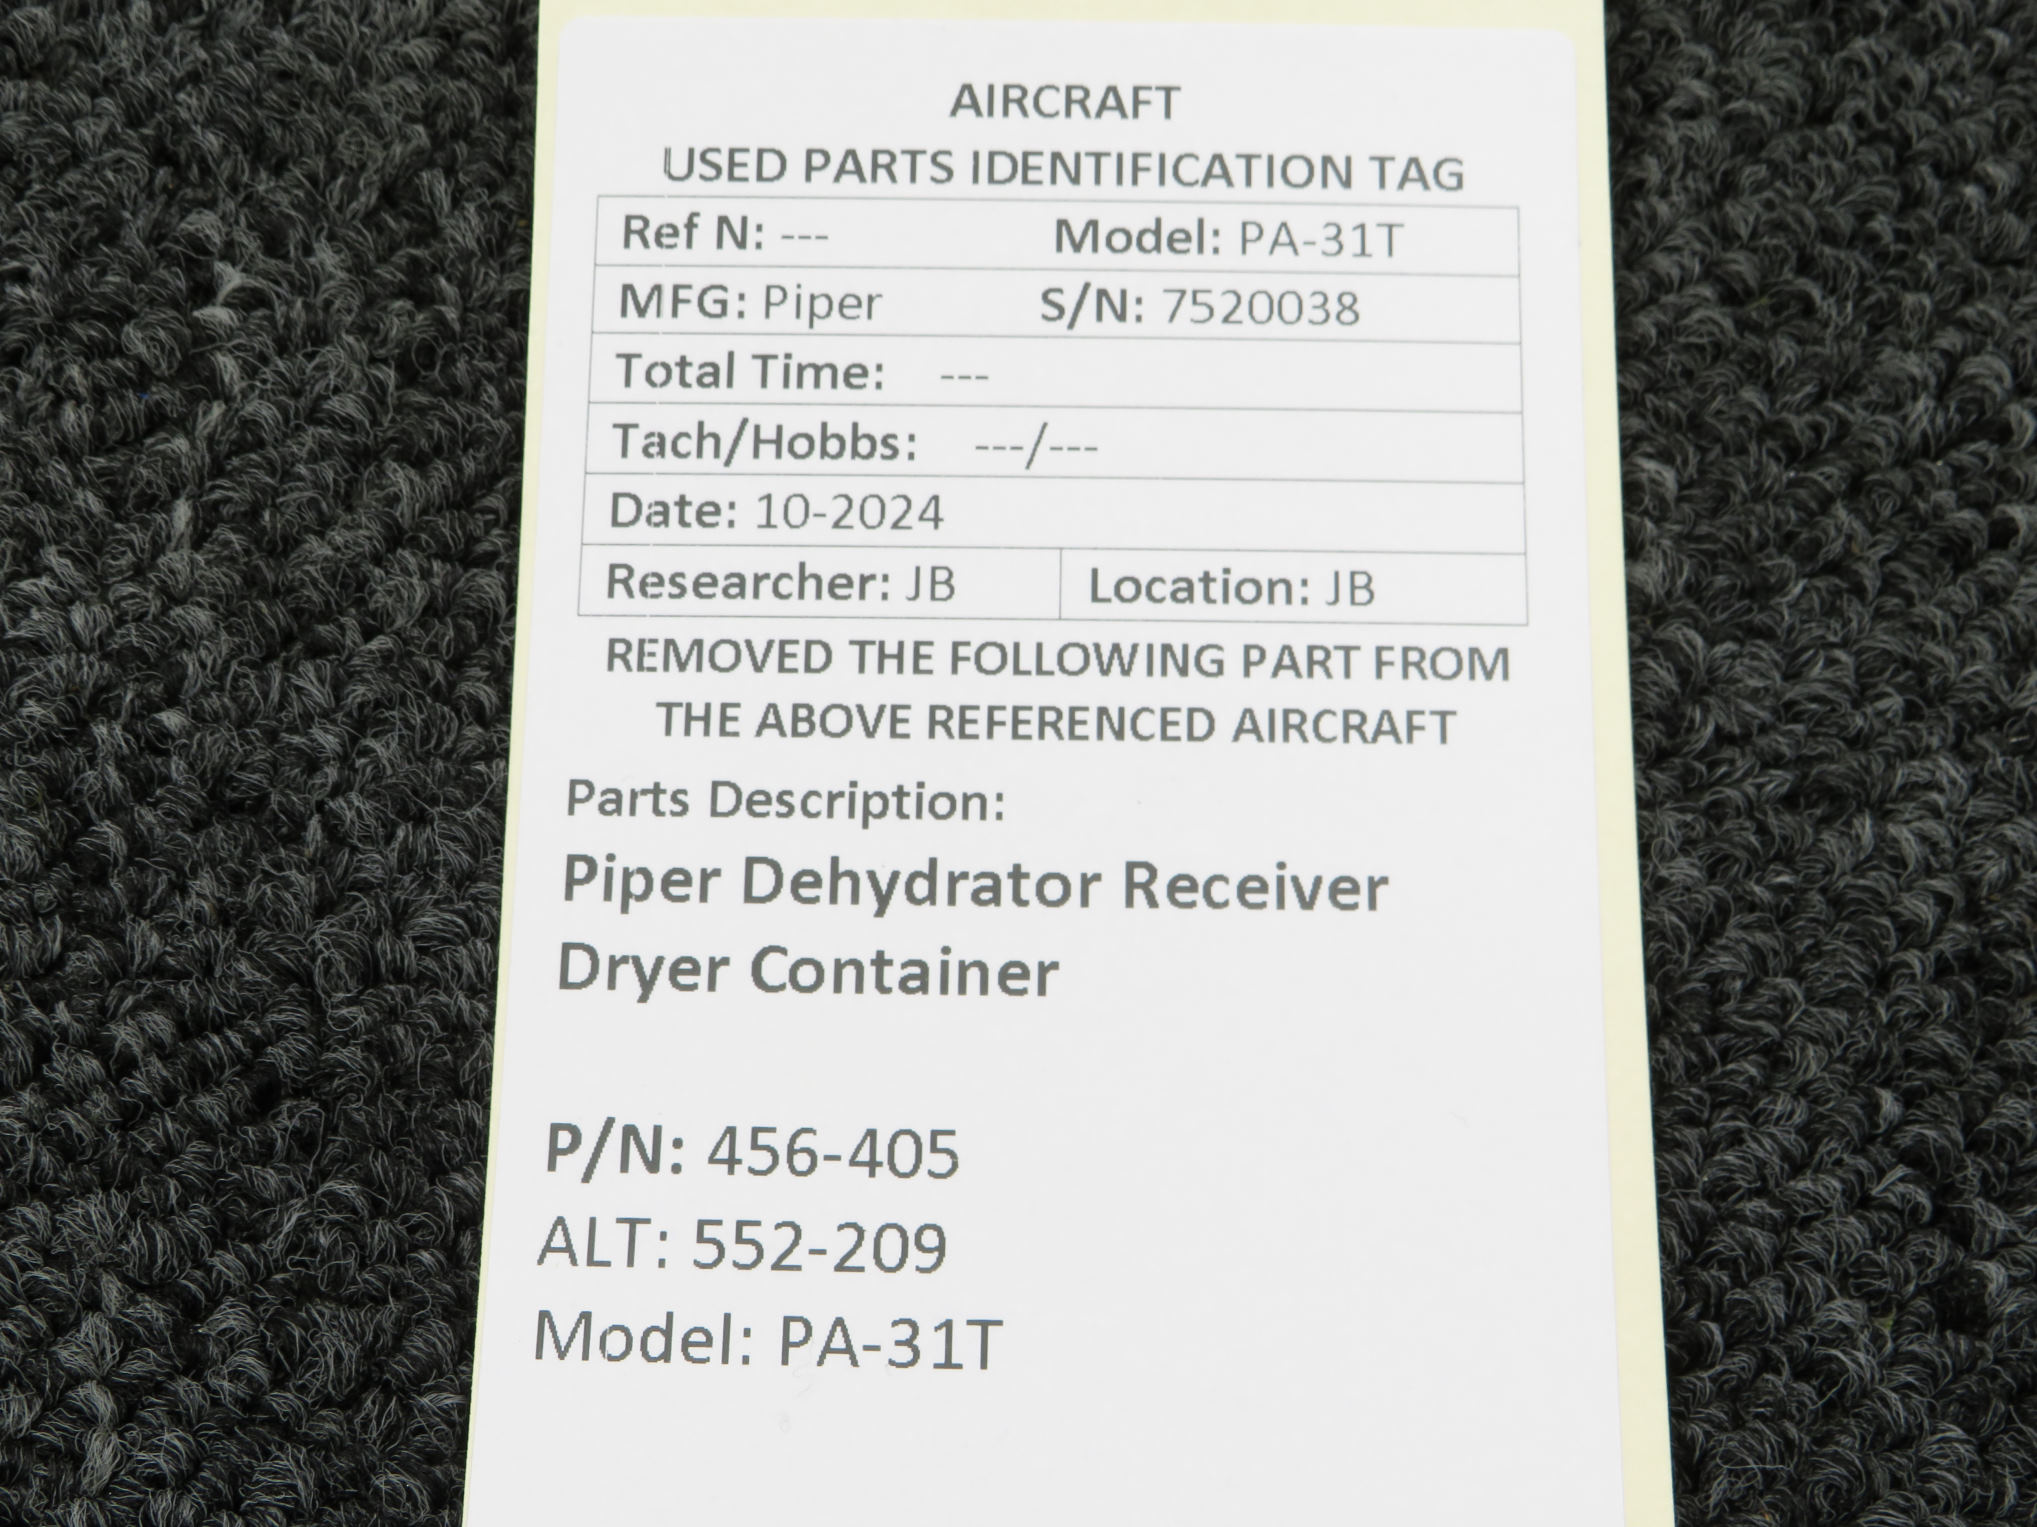 AIRCRAFT
USED PARTS IDENTIFICATION TAG
Ref N: --- Model: PA-31T
MFG: Piper S/N: 7520038
Total Time: ---
Tach/Hobbs: ---/---
Date: 10-2024
Researcher: JB Location: JB
REMOVED THE FOLLOWING PART FROM
THE ABOVE REFERENCED AIRCRAFT
Parts Description:
Piper Dehydrator Receiver
Dryer Container
P/N: 456-405
ALT: 552-209
Model: PA-31T